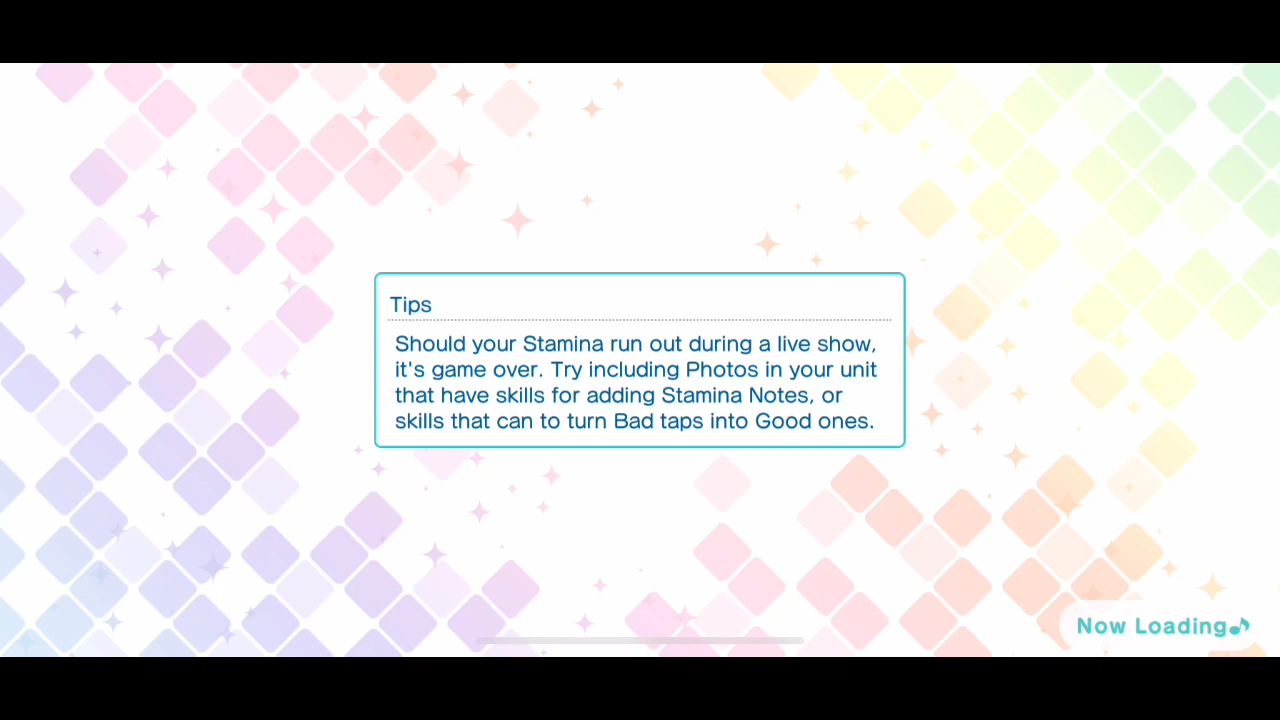 Tips
Should your Stamina run out during a live show,
it's game over. Try including Photos in your unit
that have skills for adding Stamina Notes, or
skills that can to turn Bad taps into Good ones.
Now Loading♪